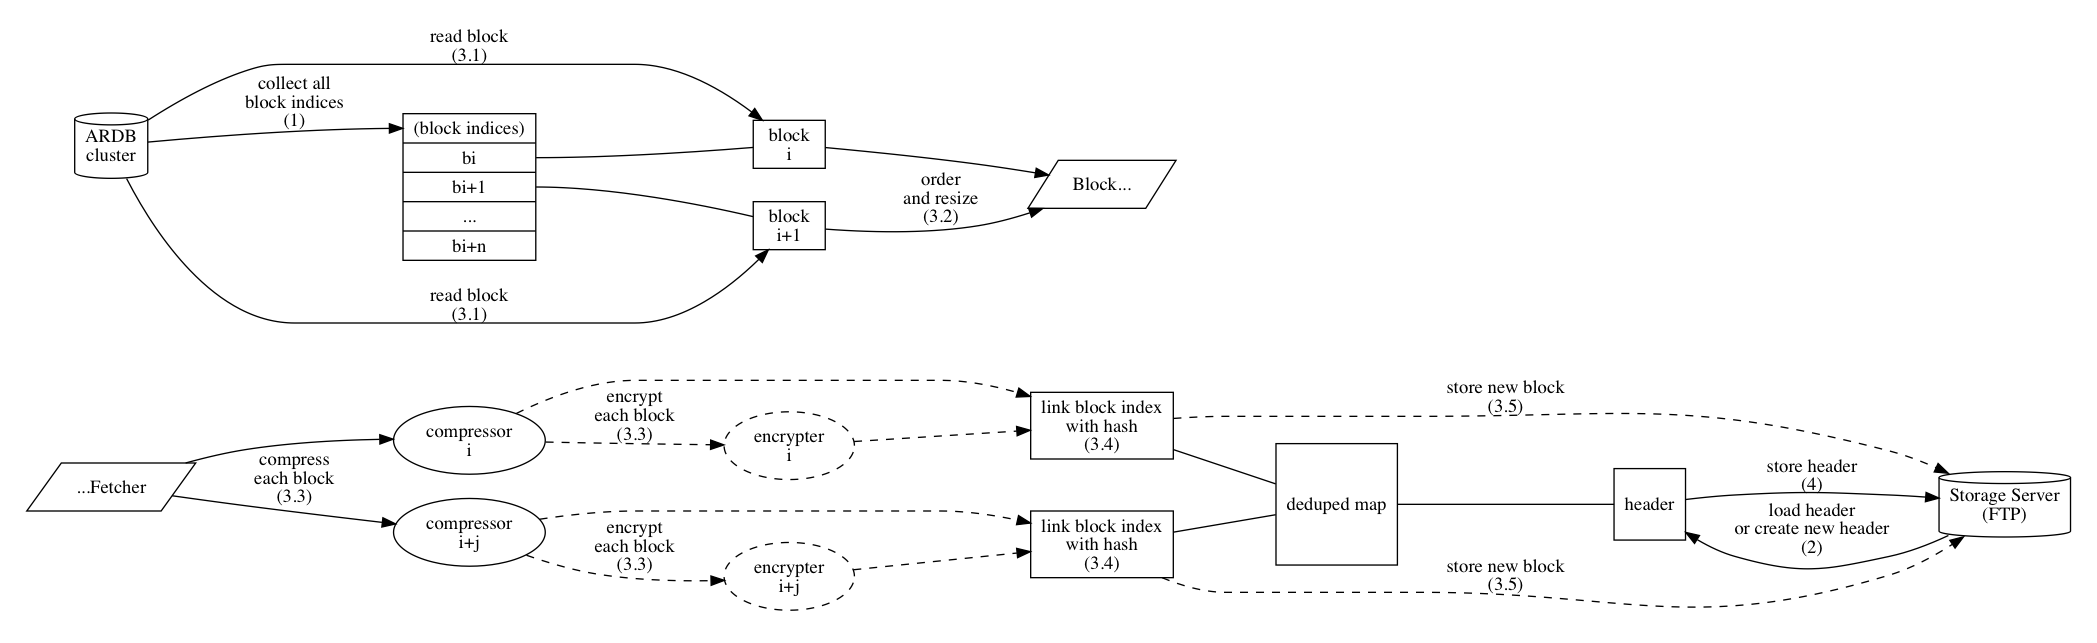 read block
(3.1)
collect all
block indices
(1)
ARDB
cluster
(block indices)
bi
bi+1
...
bi+n
block
i
block
i+1
order
and resize
(3.2)
Block...
read block
(3.1)
...Fetcher
compress
each block
(3.3)
compressor
i
compressor
i+j
encrypt
each block
(3.3)
encrypter
i
encrypt
each block
(3.3)
encrypter
i+j
link block index
with hash
(3.4)
link block index
with hash
(3.4)
deduped map
store new block
(3.5)
header
store header
(4)
load header
or create new header
(2)
Storage Server
(FTP)
store new block
(3.5)